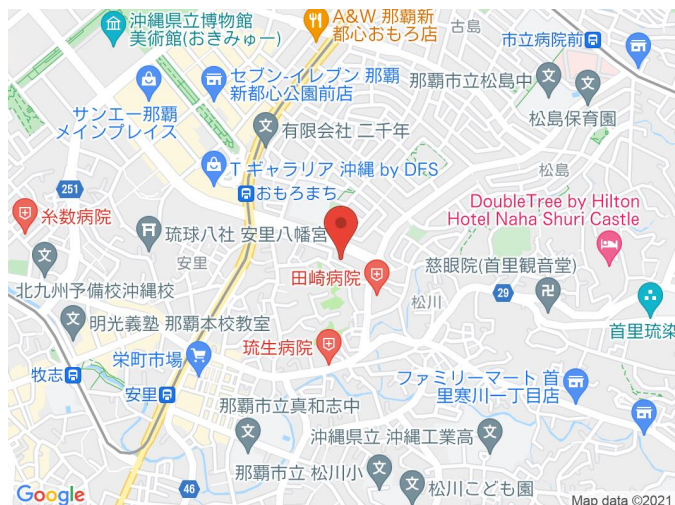 沖縄県立博物館
美術館(おきみゅー)
A&W 那覇新
都心おもろ店
古島
市立病院前
セブン-イレブン 那覇
新都心公園前店
那覇市立松島中
松島保育園
サンエー那覇
メインプレイス
有限会社 二千年
T ギャラリア 沖縄 by DFS
松島
251
おもろまち
DoubleTree by Hilton
Hotel Naha Shuri Castle
糸数病院
琉球八社 安里八幡宮
安里
田崎病院
慈眼院(首里観音堂)
北九州予備校沖縄校
松川
29
明光義塾 那覇本校教室
首里琉染
琉生病院
栄町市場
牧志
安里
ファミリーマート 首
里寒川一丁目店
那覇市立真和志中
沖縄県立 沖縄工業高
那覇市立 松川小
46
松川こども園
Google
Map data ©2021